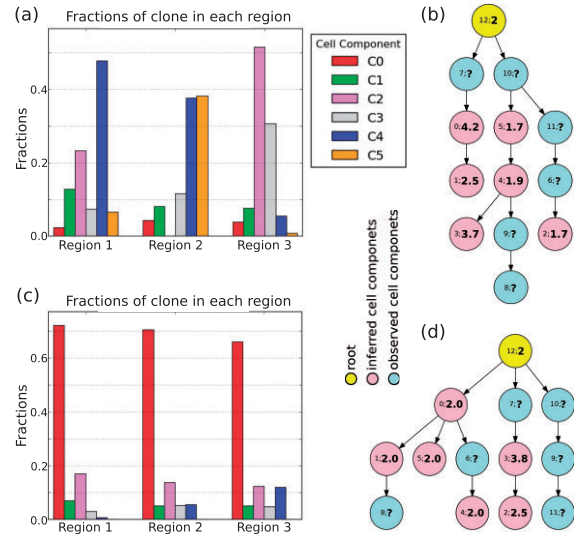 (a)
Fractions of clone in each region
Fractions
0.4
0.2
0.0
Region 1
Region 2
Region 3
Cell Component
C0
C1
C2
C3
C4
C5
(b)
12;2
7;?
10;?
0;4.2
5;1.7
11;?
1;2.5
4;1.9
6;?
3;3.7
9;?
2;1.7
8;?
(c)
Fractions of clone in each region
Fractions
0.6
0.4
0.2
0.0
Region 1
Region 2
Region 3
root
inferred cell componets
observed cell componets
(d)
12;2
0;2.0
7;?
10;?
1;2.0
5;2.0
6;?
3;3.8
9;?
8;?
4;2.0
2;2.5
11;?